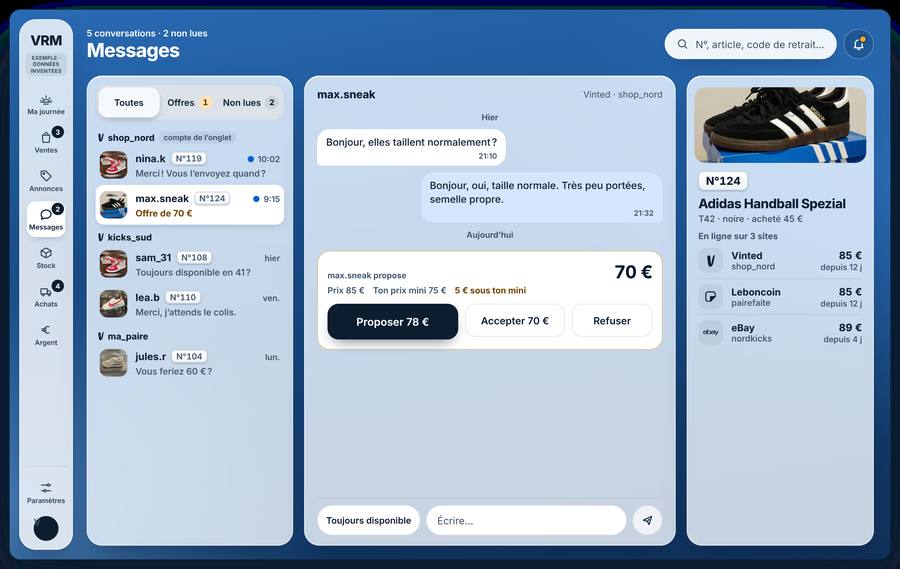 VRM
EXEMPLE ·
DONNÉES
INVENTÉES
Ma journée
3
Ventes
Annonces
2
Messages
Stock
4
Achats
Argent
Paramètres
5 conversations · 2 non lues
Messages
N°, article, code de retrait…
Toutes
Offres 1
Non lues 2
shop_nord compte de l'onglet
nina.k N°119 10:02
Merci ! Vous l'envoyez quand ?
max.sneak N°124 9:15
Offre de 70 €
kicks_sud
sam_31 N°108 hier
Toujours disponible en 41 ?
lea.b N°110 ven.
Merci, j'attends le colis.
ma_paire
jules.r N°104 lun.
Vous feriez 60 € ?
max.sneak
Vinted · shop_nord
Hier
Bonjour, elles taillent normalement ?
21:10
Bonjour, oui, taille normale. Très peu portées,
semelle propre.
21:32
Aujourd'hui
max.sneak propose
70 €
Prix 85 € Ton prix mini 75 € 5 € sous ton mini
Proposer 78 €
Accepter 70 €
Refuser
Toujours disponible
Écrire…
N°124
Adidas Handball Spezial
T42 · noire · acheté 45 €
En ligne sur 3 sites
Vinted 85 €
shop_nord depuis 12 j
Leboncoin 85 €
pairefaite depuis 12 j
ebay
eBay 89 €
nordkicks depuis 4 j